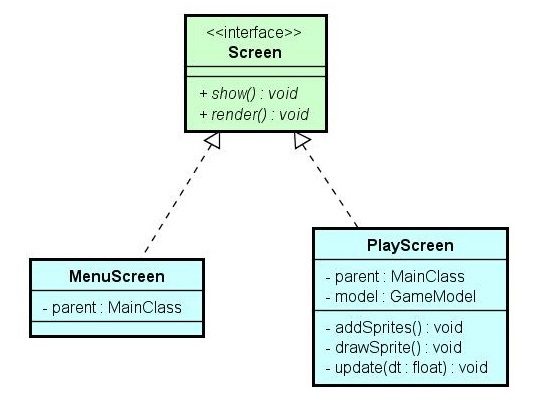 <<interface>>
Screen
+ show() : void
+ render() : void
MenuScreen
- parent : MainClass
PlayScreen
- parent : MainClass
- model : GameModel
- addSprites() : void
- drawSprite() : void
- update(dt : float) : void